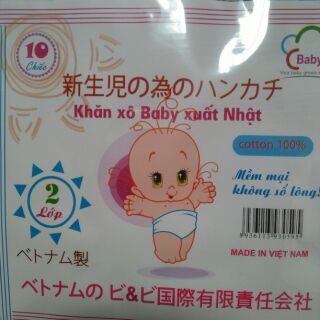 10
Chiếc
Baby
新生児の為のハンカチ
Khăn xô Baby xuất Nhật
cotton 100%
Mềm mại
không sổ lông!
2
Lớp
ベトナム製
MADE IN VIỆT NAM
ベトナムの ビ&ビ国際有限責任会社